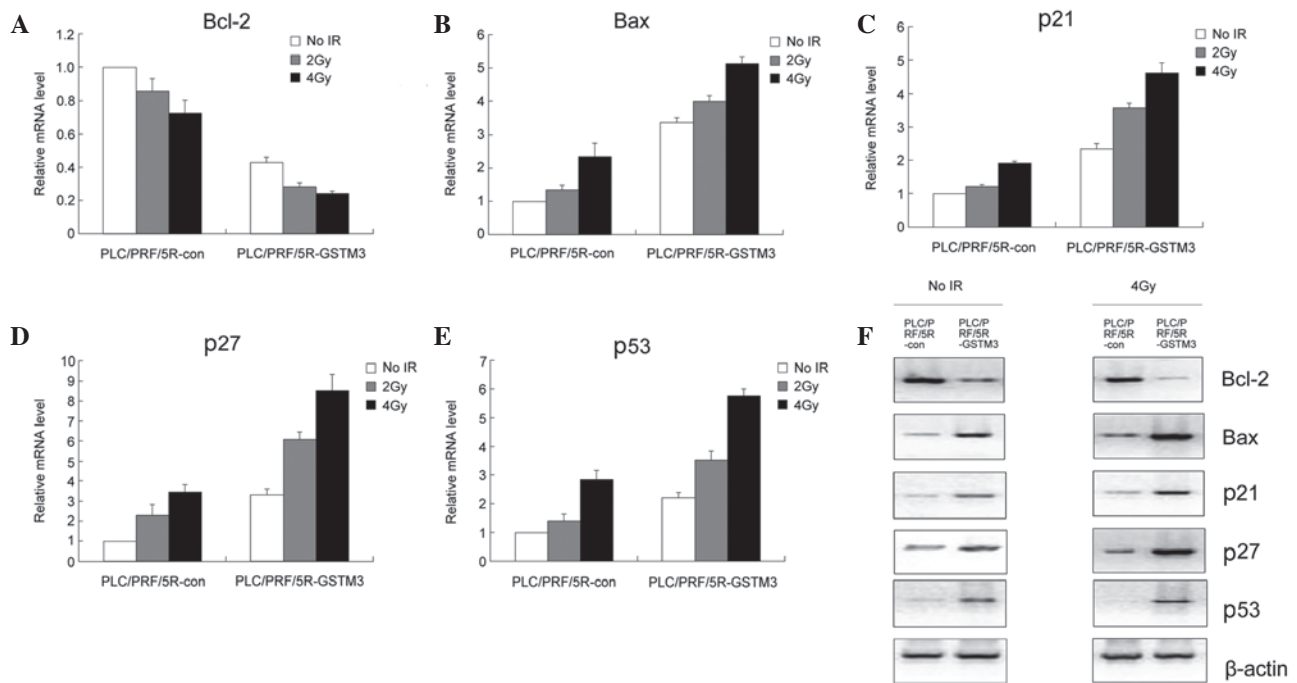 A
Bcl-2
Relative mRNA level
1.2
1.0
0.8
0.6
0.4
0.2
0
No IR
2Gy
4Gy
PLC/PRF/5R-con
PLC/PRF/5R-GSTM3
B
Bax
Relative mRNA level
6
5
4
3
2
1
0
No IR
2Gy
4Gy
PLC/PRF/5R-con
PLC/PRF/5R-GSTM3
C
p21
Relative mRNA level
6
5
4
3
2
1
0
No IR
2Gy
4Gy
PLC/PRF/5R-con
PLC/PRF/5R-GSTM3
D
p27
Relative mRNA level
10
9
8
7
6
5
4
3
2
1
0
No IR
2Gy
4Gy
PLC/PRF/5R-con
PLC/PRF/5R-GSTM3
E
p53
Relative mRNA level
7
6
5
4
3
2
1
0
No IR
2Gy
4Gy
PLC/PRF/5R-con
PLC/PRF/5R-GSTM3
F
No IR
4Gy
PLC/P
RF/5R
-con
PLC/P
RF/5R
-GSTM3
PLC/P
RF/5R
-con
PLC/P
RF/5R
-GSTM3
Bcl-2
Bax
p21
p27
p53
β-actin